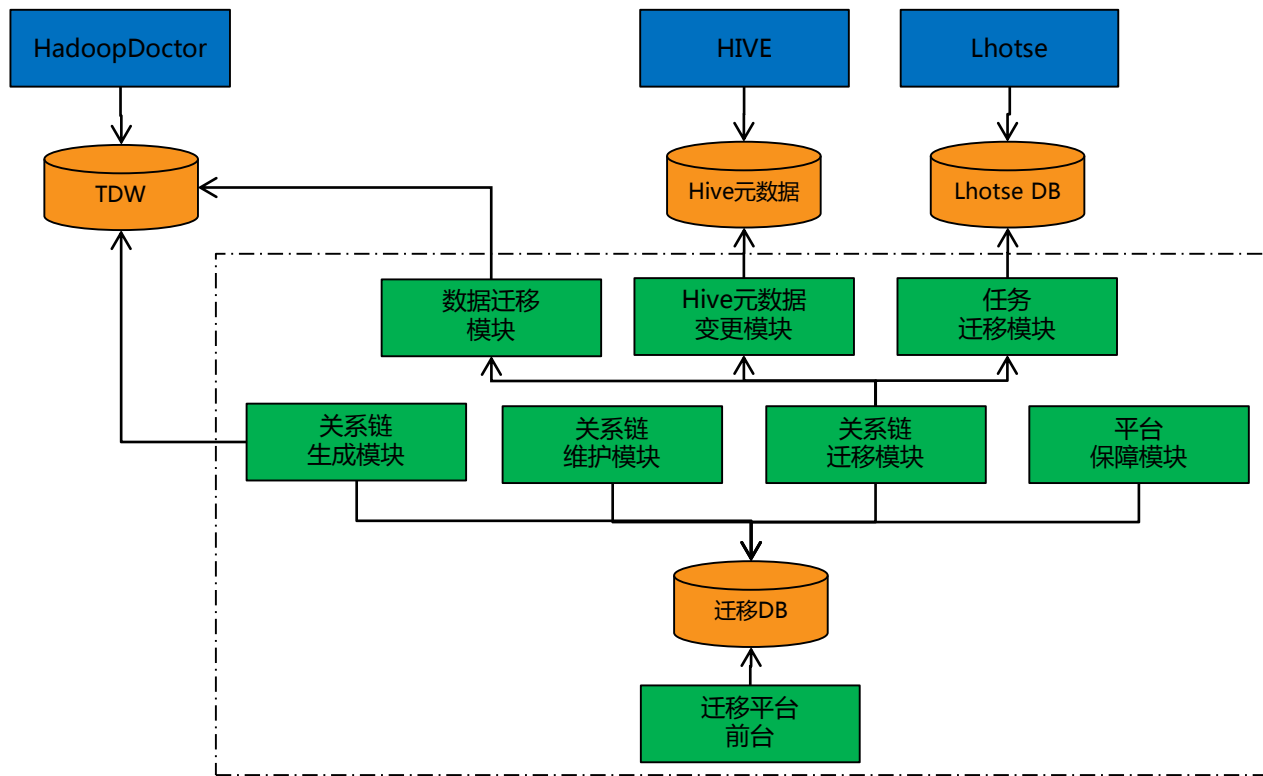 HadoopDoctor
HIVE
Lhotse
TDW
Hive元数据
Lhotse DB
数据迁移
模块
Hive元数据
变更模块
任务
迁移模块
关系链
生成模块
关系链
维护模块
关系链
迁移模块
平台
保障模块
迁移DB
迁移平台
前台